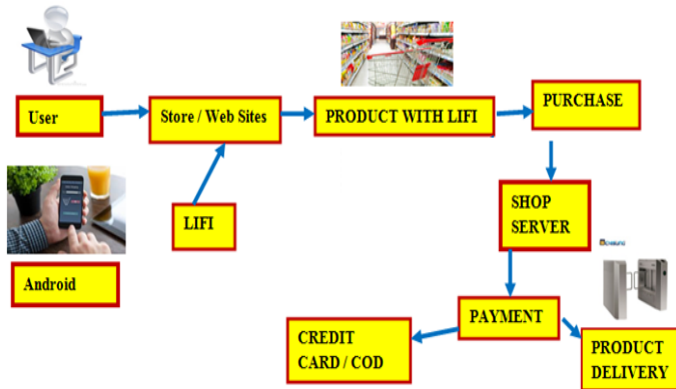 User
Store / Web Sites
PRODUCT WITH LIFI
PURCHASE
LIFI
SHOP
SERVER
Android
PAYMENT
CREDIT
CARD / COD
PRODUCT
DELIVERY